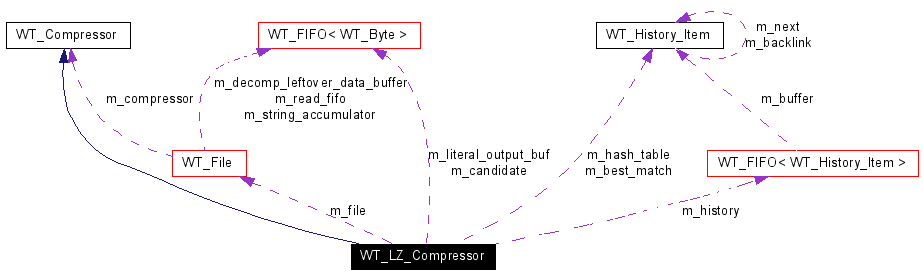 WT_Compressor
WT_FIFO< WT_Byte >
WT_History_Item
m_next
m_backlink
m_decomp_leftover_data_buffer
m_read_fifo
m_string_accumulator
m_compressor
m_buffer
WT_File
m_literal_output_buf
m_candidate
m_hash_table
m_best_match
WT_FIFO< WT_History_Item >
m_file
m_history
WT_LZ_Compressor